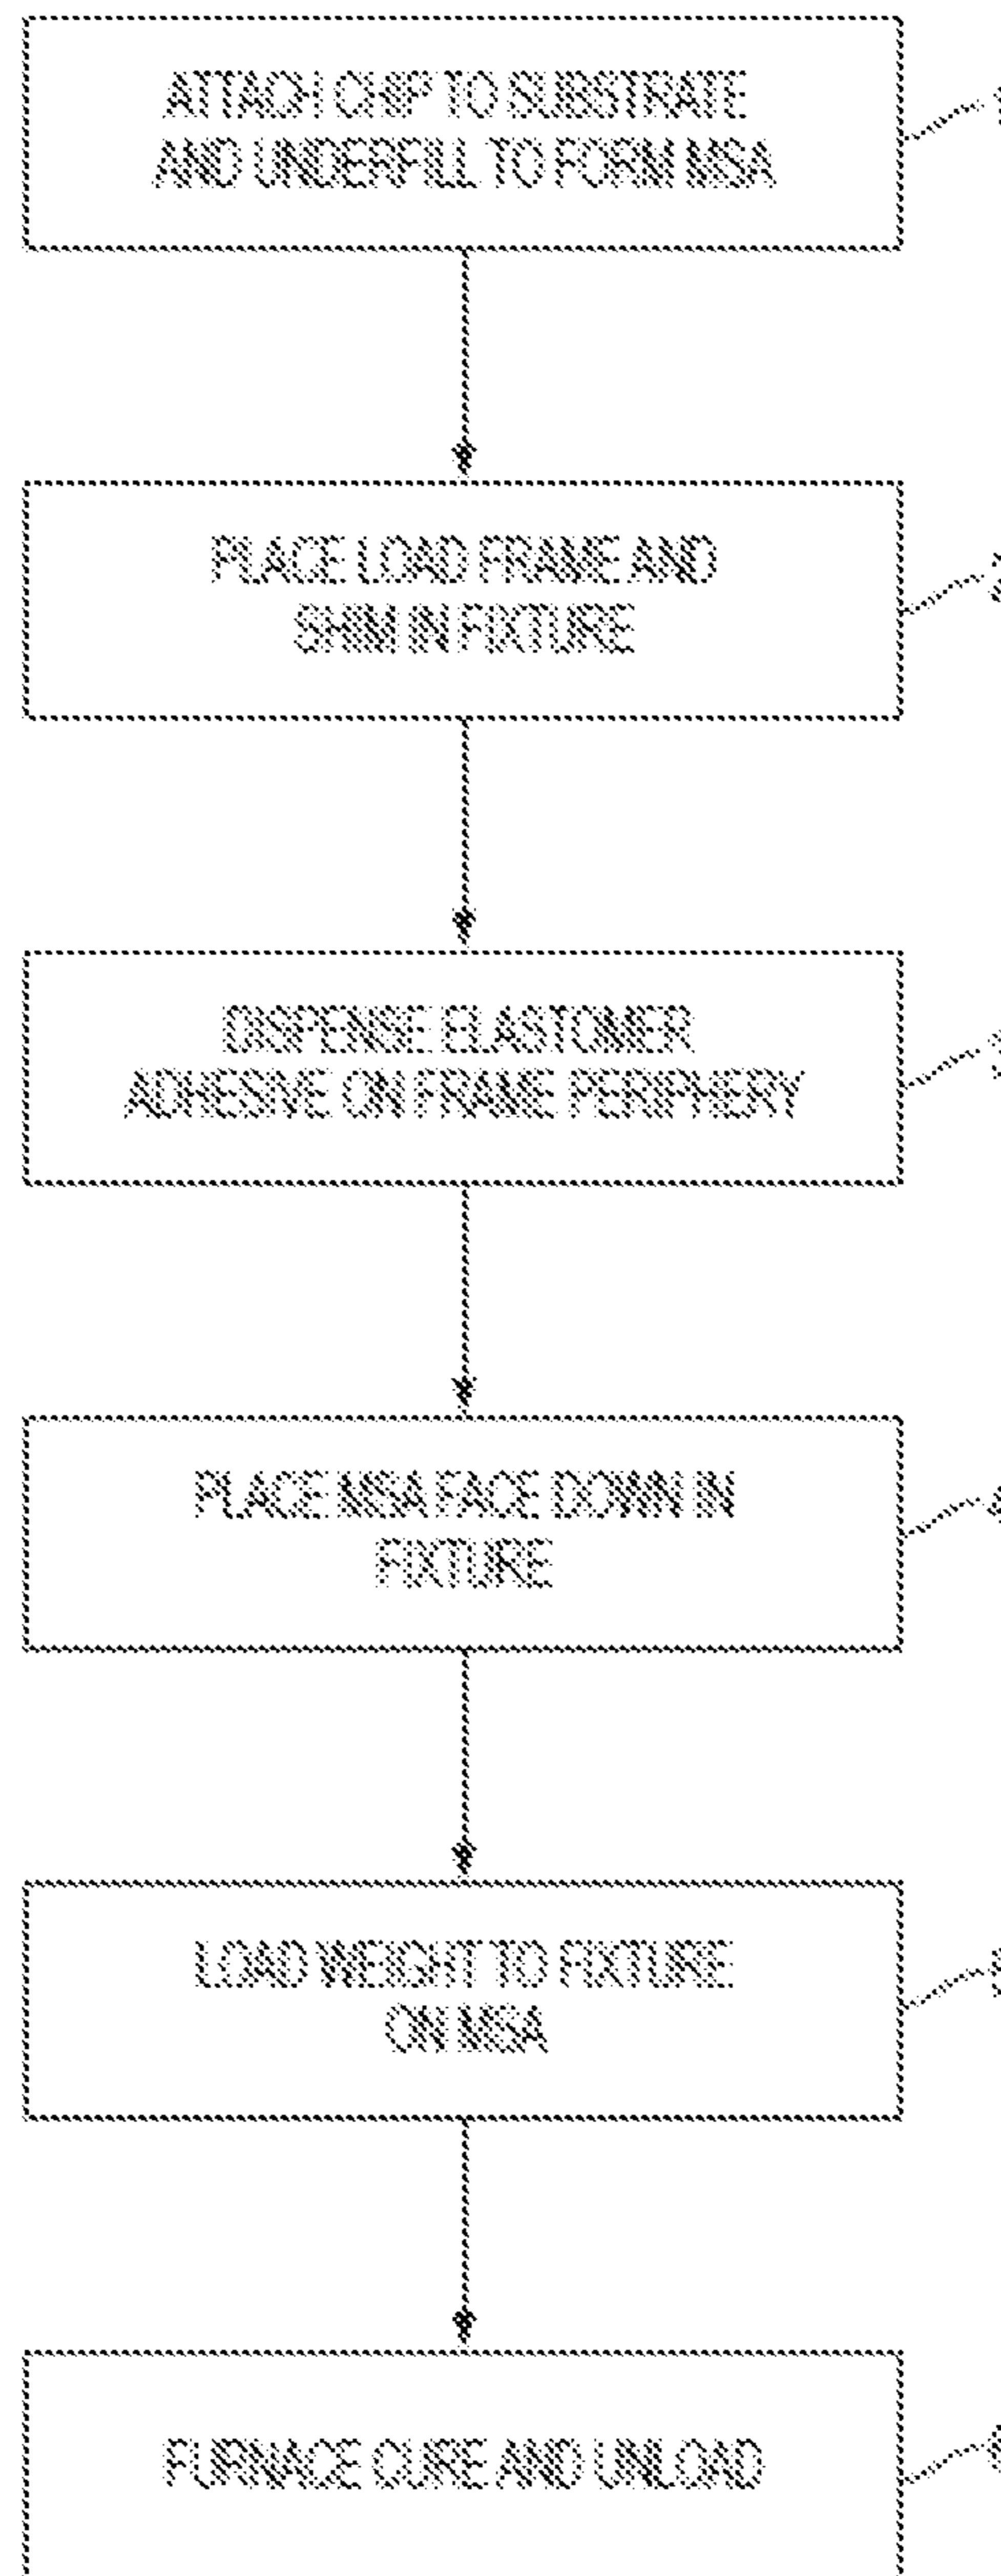 ATTACH CHIP TO SUBSTRATE
AND UNDERFILL TO FORM MSA
PLACE LOAD FRAME AND
SHIM IN FIXTURE
DISPENSE ELASTOMER
ADHESIVE ON FRAME PERIPHERY
PLACE MSA FACE DOWN IN
FIXTURE
LOAD WEIGHT TO FIXTURE
ON MSA
FURNACE CURE AND UNLOAD